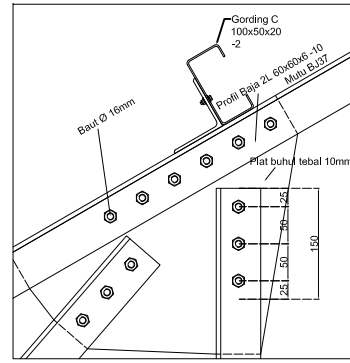 Gording C
100x50x20
-2
Profil Baja 2L 60x60x6 -10
Mutu BJ37
Baut Ø 16mm
Plat buhul tebal 10mm
25
50
50
25
150